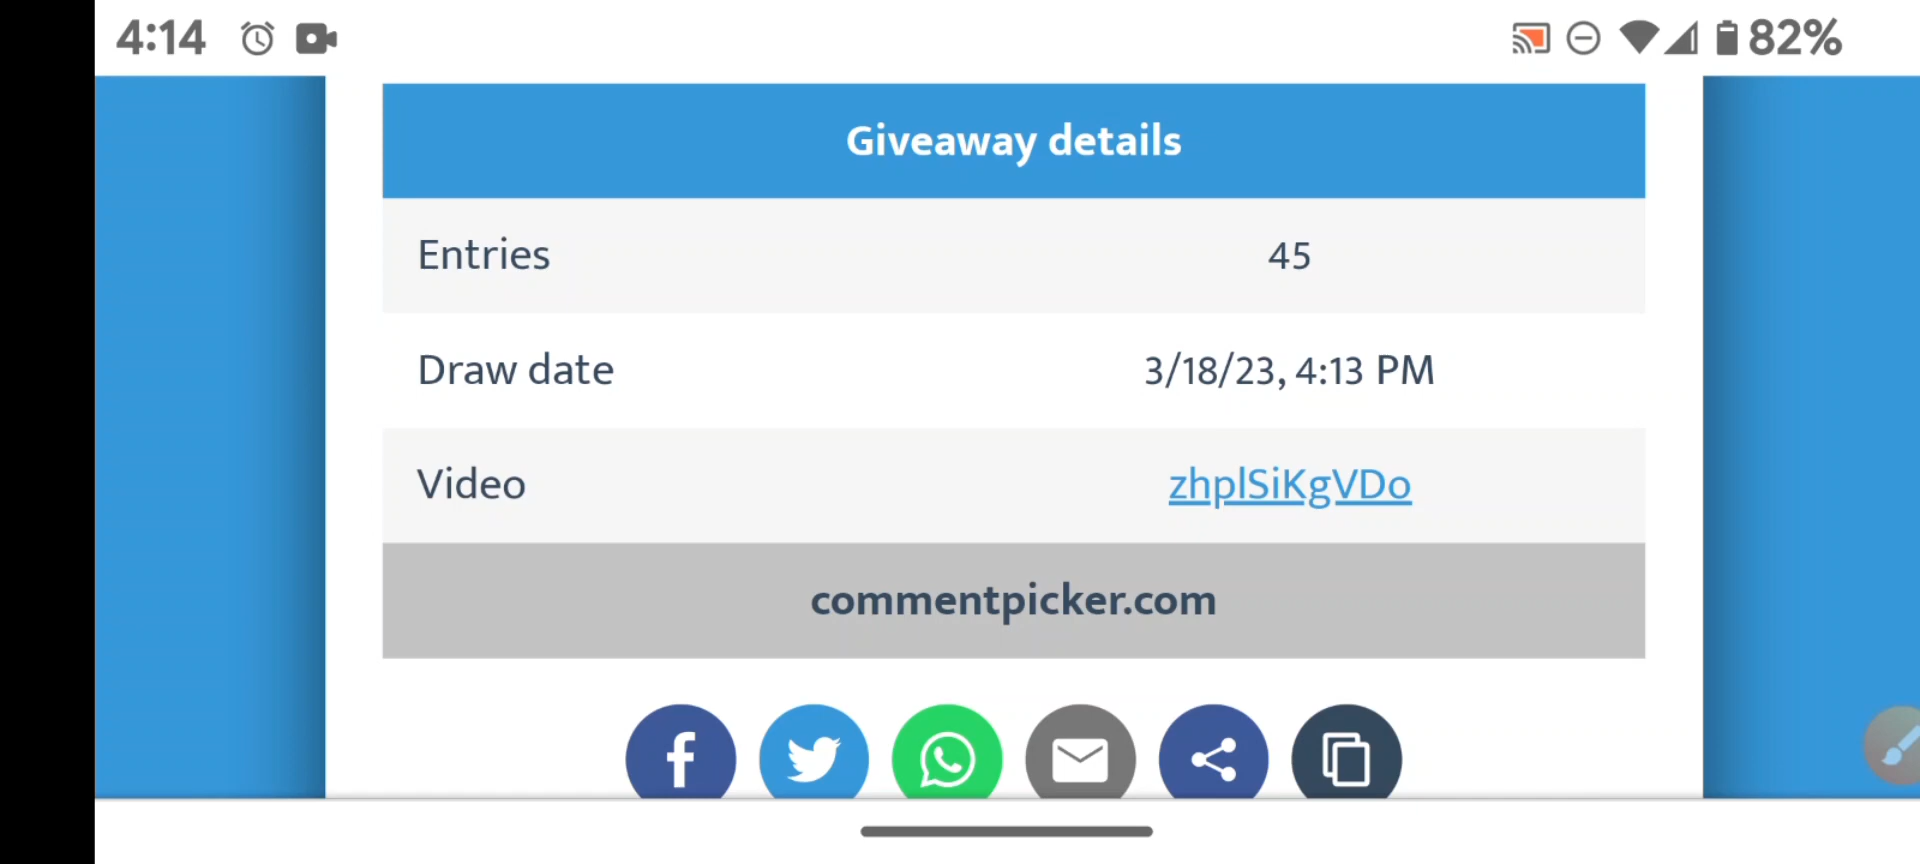 4:14 82%
Giveaway details
Entries 45
Draw date 3/18/23, 4:13 PM
Video zhplSiKgVDo
commentpicker.com